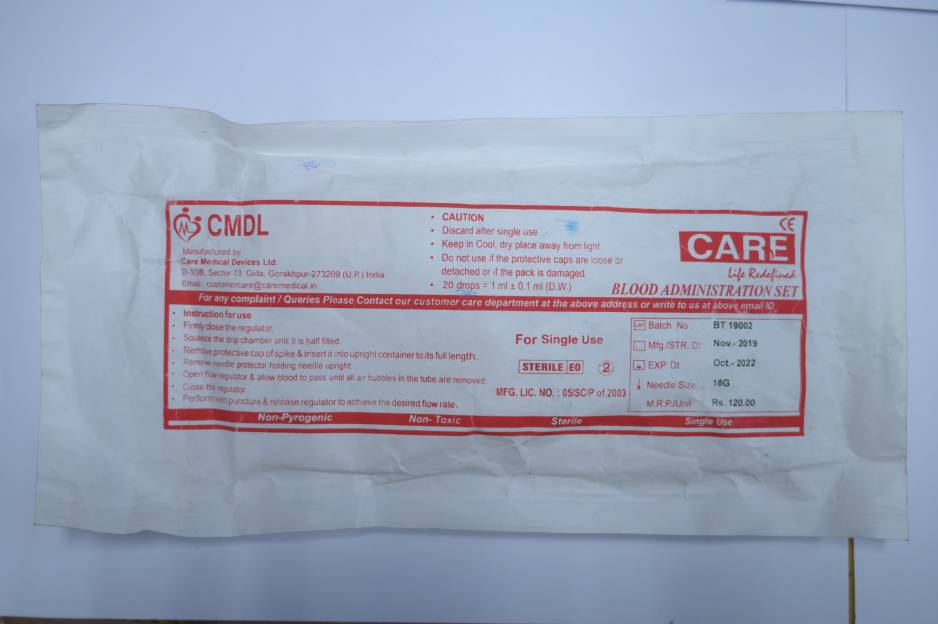 CMDL
Manufactured by
Care Medical Devices Ltd.
D-10B, Sector 13, Gida, Gorakhpur-273209 (U.P.) India
Email: customercare@caremedical.in
• CAUTION
• Discard after single use.
• Keep in Cool, dry place away from light.
• Do not use if the protective caps are loose or
detached or if the pack is damaged.
• 20 drops = 1 ml ± 0.1 ml (D.W.)
CE
CARE
Life Redefined
BLOOD ADMINISTRATION SET
For any complaint / Queries Please Contact our customer care department at the above address or write to us at above email ID
• Instruction for use
• Firmly close the regulator.
• Squeeze the drip chamber until it is half filled.
• Remove protective cap of spike & insert it into upright container to its full length.
• Remove needle protector holding needle upright.
• Open flow regulator & allow blood to pass until all air bubbles in the tube are removed.
• Close the regulator
• Perform vein puncture & release regulator to achieve the desired flow rate.
For Single Use
STERILE EO 2
MFG. LIC. NO. : 05/SC/P of 2003
LOT Batch No BT 19002
Mfg./STR. Dt Nov.- 2019
EXP Dt Oct.- 2022
Needle Size 18G
M.R.P./Unit Rs. 120.00
Non-Pyrogenic Non- Toxic Sterile Single Use